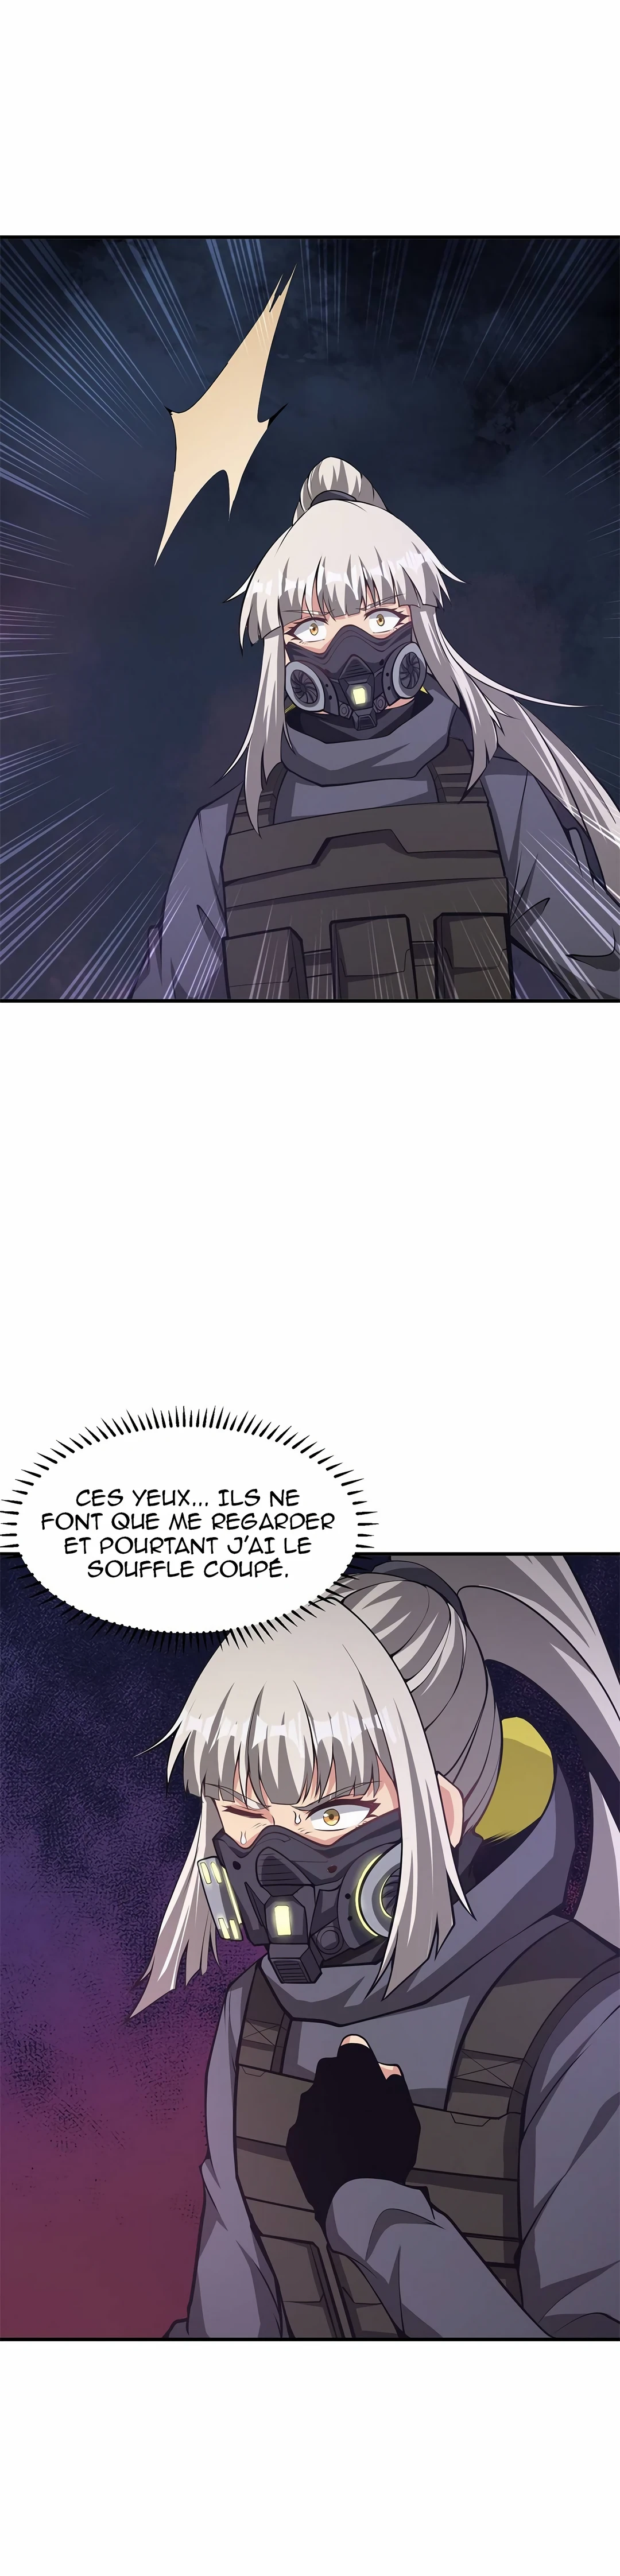 CES YEUX... ILS NE
FONT QUE ME REGARDER
ET POURTANT J'AI LE
SOUFFLE COUPÉ.